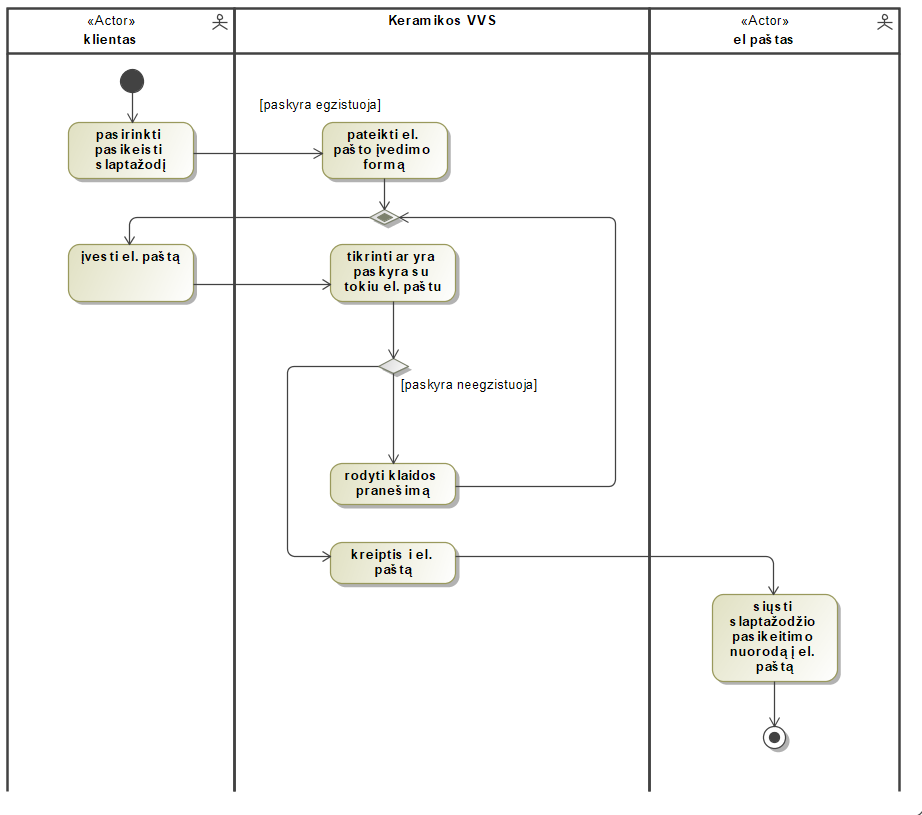 «Actor»
klientas
Keramikos VVS
«Actor»
el paštas
[paskyra egzistuoja]
pasirinkti
pasikeisti
slaptažodį
pateikti el.
pašto įvedimo
formą
įvesti el. paštą
tikrinti ar yra
paskyra su
tokiu el. paštu
[paskyra neegzistuoja]
rodyti klaidos
pranešimą
kreiptis i el.
paštą
siųsti
slaptažodžio
pasikeitimo
nuorodą į el.
paštą